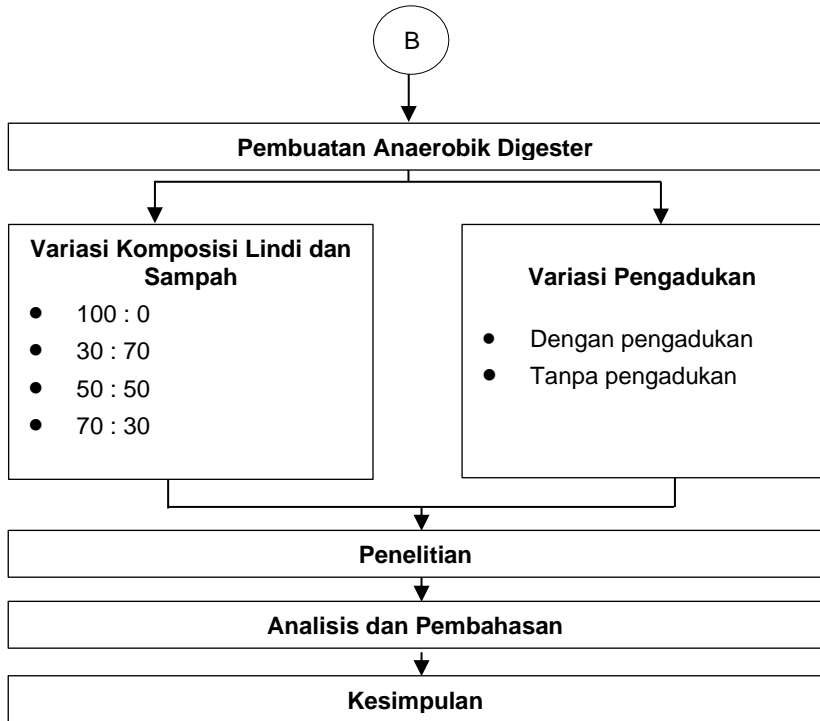 B
Pembuatan Anaerobik Digester
Variasi Komposisi Lindi dan
Sampah
● 100 : 0
● 30 : 70
● 50 : 50
● 70 : 30
Variasi Pengadukan
● Dengan pengadukan
● Tanpa pengadukan
Penelitian
Analisis dan Pembahasan
Kesimpulan